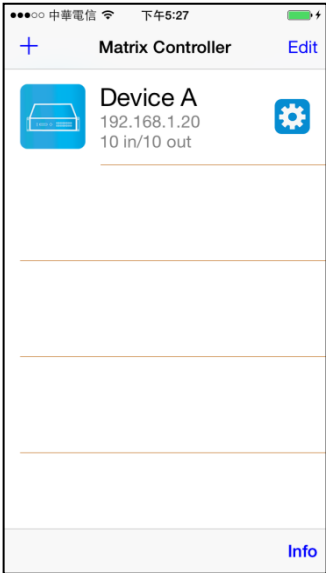 中華電信 下午5:27
+ Matrix Controller Edit
Device A
192.168.1.20
10 in/10 out
Info